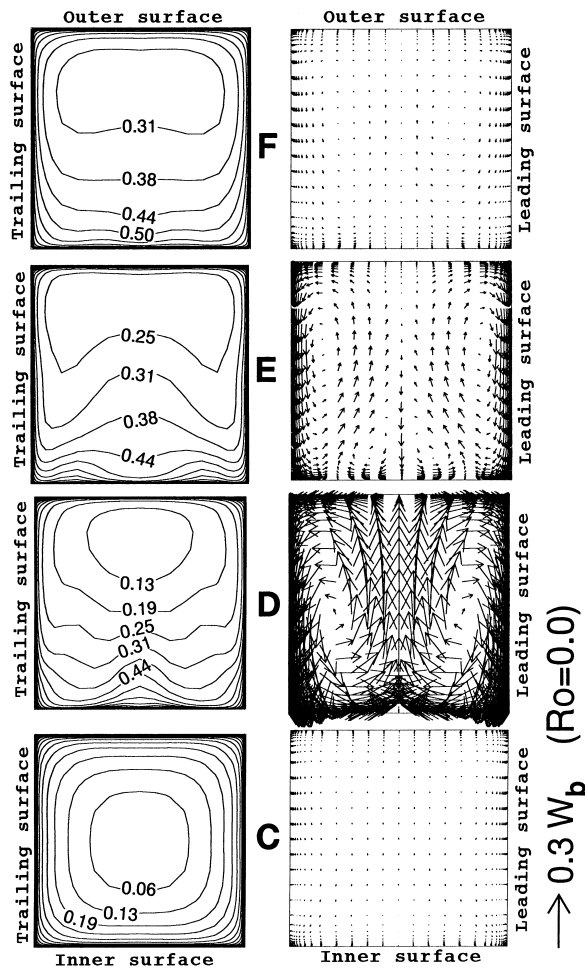 Outer surface
Outer surface
Trailing surface
0.31
0.38
0.44
0.50
F
Leading surface
Trailing surface
0.25
0.31
0.38
0.44
E
Leading surface
Trailing surface
0.13
0.19
0.25
0.31
0.44
D
Leading surface
Trailing surface
0.06
0.13
0.19
C
Leading surface
Inner surface
Inner surface
0.3 Wb (Ro=0.0)